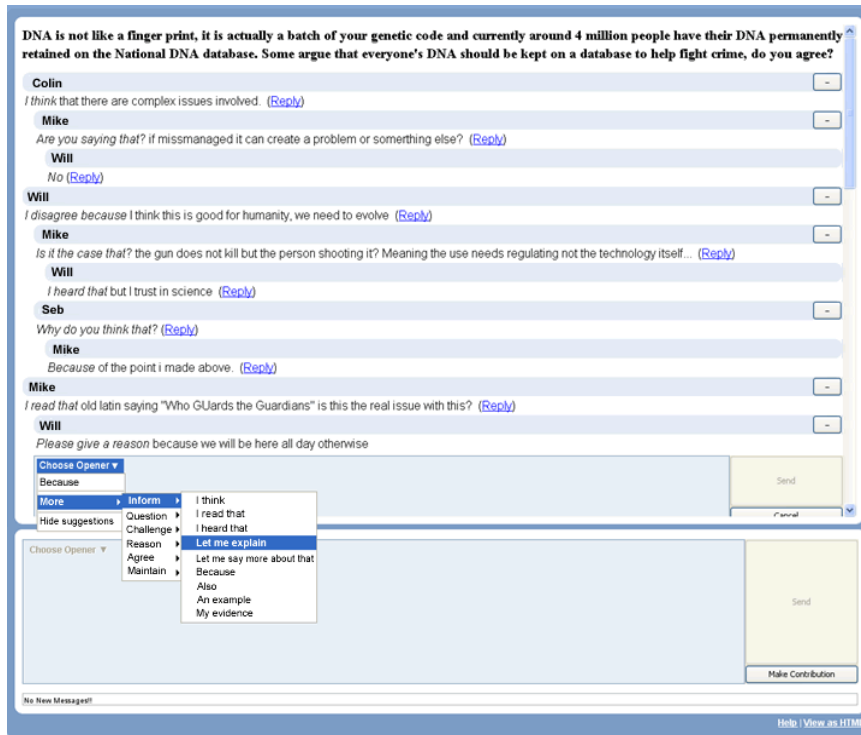 DNA is not like a finger print, it is actually a batch of your genetic code and currently around 4 million people have their DNA permanently
retained on the National DNA database. Some argue that everyone's DNA should be kept on a database to help fight crime, do you agree?
Colin -
I think that there are complex issues involved. (Reply)
Mike -
Are you saying that? if missmanaged it can create a problem or somerthing else? (Reply)
Will
No (Reply)
Will -
I disagree because I think this is good for humanity, we need to evolve (Reply)
Mike -
Is it the case that? the gun does not kill but the person shooting it? Meaning the use needs regulating not the technology itself... (Reply)
Will
I heard that but I trust in science (Reply)
Seb -
Why do you think that? (Reply)
Mike
Because of the point i made above. (Reply)
Mike -
I read that old latin saying "Who GUards the Guardians" is this the real issue with this? (Reply)
Will -
Please give a reason because we will be here all day otherwise
Choose Opener ▼
Because
More
Hide suggestions
Inform
Question
Challenge
Reason
Agree
Maintain
I think
I read that
I heard that
Let me explain
Let me say more about that
Because
Also
An example
My evidence
Send
Cancel
Choose Opener ▼
Send
Make Contribution
No New Messages!!
Help | View as HTML